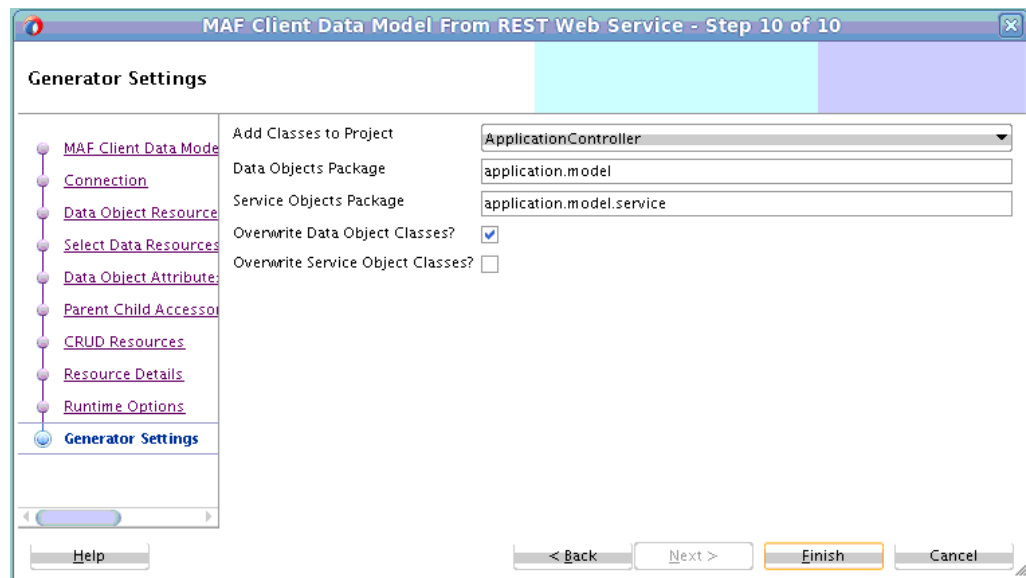 MAF Client Data Model From REST Web Service - Step 10 of 10
Generator Settings
MAF Client Data Mode
Connection
Data Object Resource
Select Data Resources
Data Object Attribute
Parent Child Accessor
CRUD Resources
Resource Details
Runtime Options
Generator Settings
Add Classes to Project ApplicationController
Data Objects Package application.model
Service Objects Package application.model.service
Overwrite Data Object Classes?
Overwrite Service Object Classes?
Help < Back Next > Finish Cancel